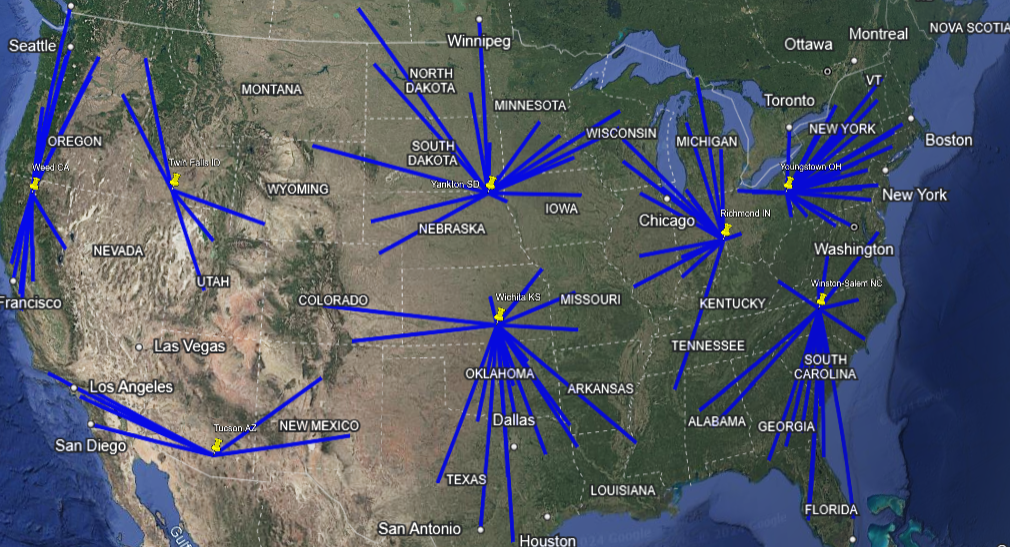 NOVA SCOTIA
Montreal
Ottawa
Seattle
Winnipeg
NORTH
DAKOTA
VT
MONTANA
MINNESOTA
Toronto
NEW YORK
WISCONSIN
Boston
OREGON
MICHIGAN
SOUTH
DAKOTA
Weed CA
Twin Falls ID
Youngstown OH
Yankton SD
WYOMING
New York
IOWA
Chicago
Richmond IN
NEBRASKA
NEVADA
Washington
UTAH
Winston-Salem NC
Francisco
COLORADO
Wichita KS
MISSOURI
KENTUCKY
Las Vegas
TENNESSEE
SOUTH
CAROLINA
OKLAHOMA
Los Angeles
ARKANSAS
Dallas
ALABAMA
GEORGIA
Tucson AZ
NEW MEXICO
San Diego
TEXAS
LOUISIANA
FLORIDA
San Antonio
Houston
Gulf